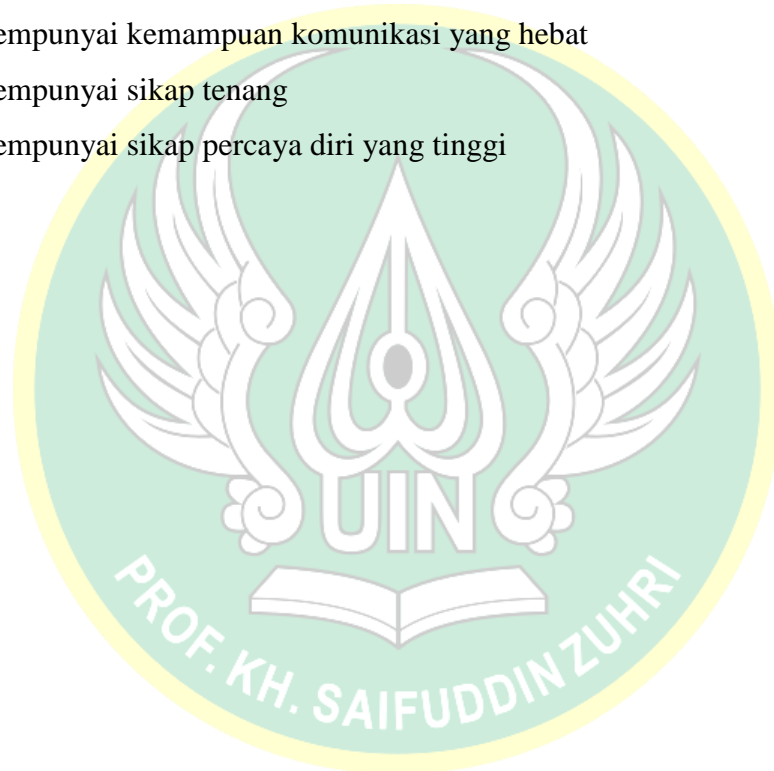 empunyai kemampuan komunikasi yang hebat
empunyai sikap tenang
empunyai sikap percaya diri yang tinggi
UIN
PROF. KH. SAIFUDDIN ZUHRI